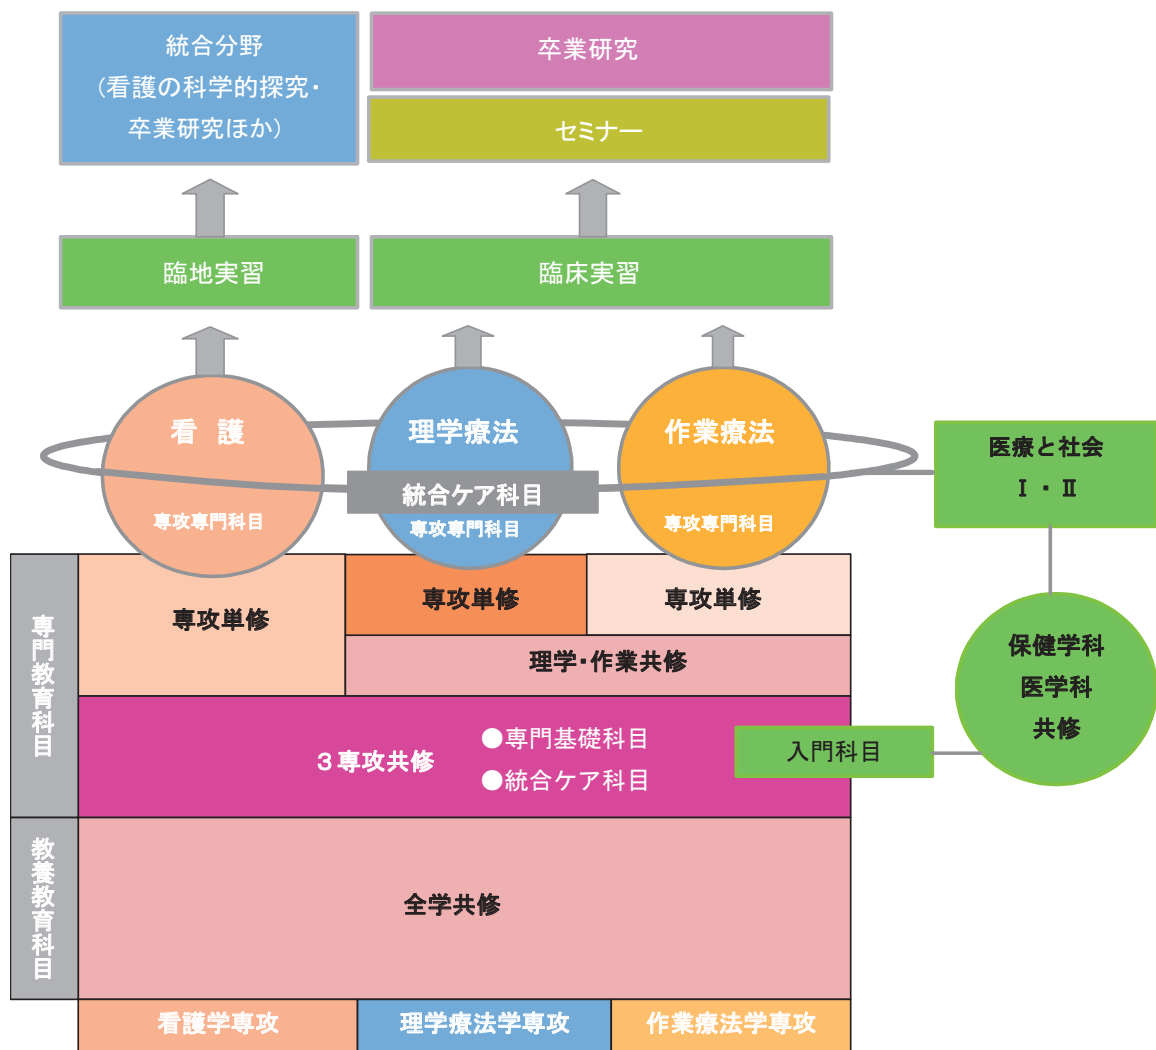 統合分野
（看護の科学的探究・
卒業研究ほか）
卒業研究
セミナー
臨地実習
臨床実習
看 護
専攻専門科目
理学療法
統合ケア科目
専攻専門科目
作業療法
専攻専門科目
医療と社会
Ⅰ・Ⅱ
保健学科
医学科
共修
入門科目
専門教育科目
専攻単修
専攻単修
専攻単修
理学・作業共修
３専攻共修
●専門基礎科目
●統合ケア科目
教養教育科目
全学共修
看護学専攻
理学療法学専攻
作業療法学専攻